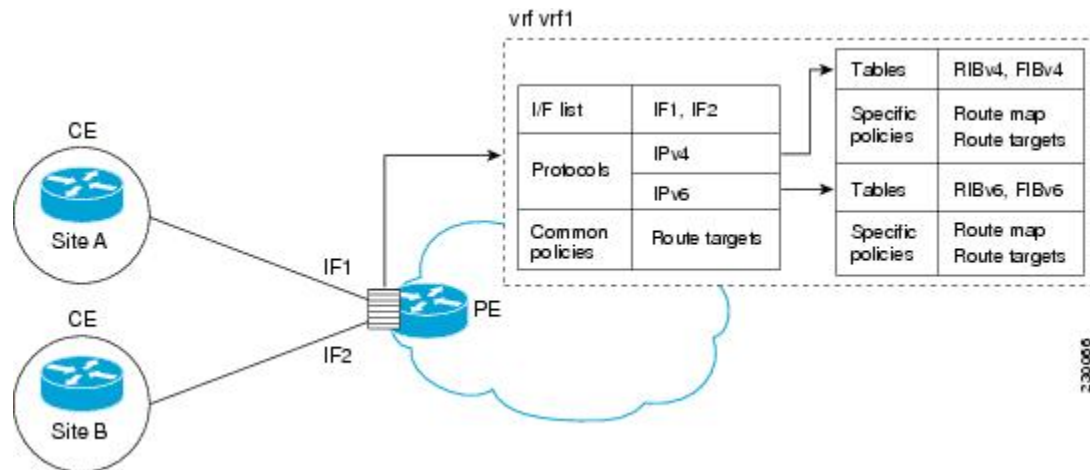 vrf vrf1
I/F list
IF1, IF2
Protocols
IPv4
IPv6
Common
policies
Route targets
Tables
RIBv4, FIBv4
Specific
policies
Route map
Route targets
Tables
RIBv6, FIBv6
Specific
policies
Route map
Route targets
CE
Site A
IF1
CE
Site B
IF2
PE
230066